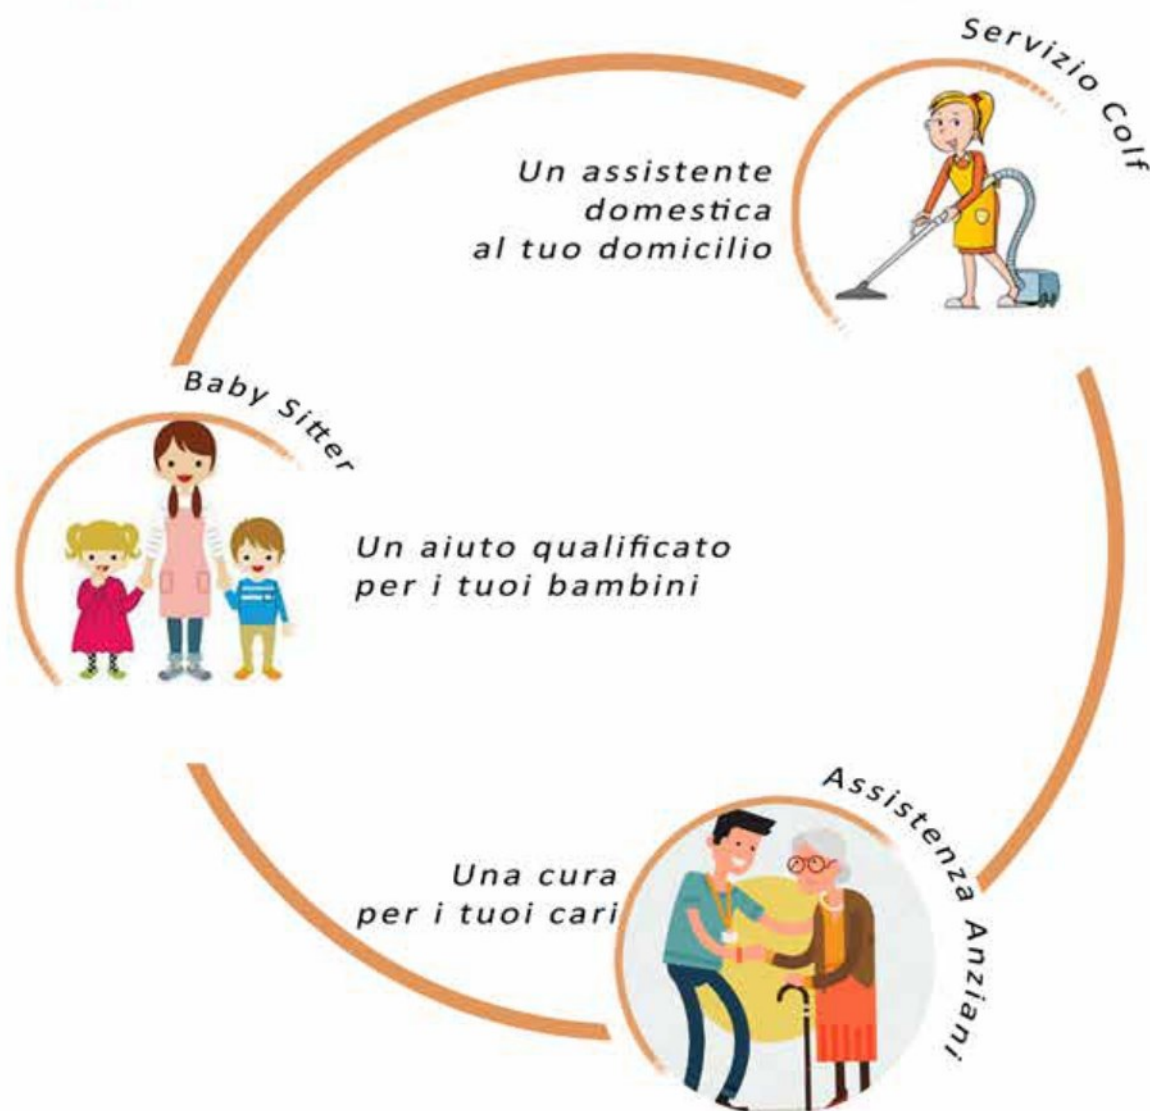 Servizio Colf
Un assistente
domestica
al tuo domicilio
Baby Sitter
Un aiuto qualificato
per i tuoi bambini
Assistenza Anziani
Una cura
per i tuoi cari